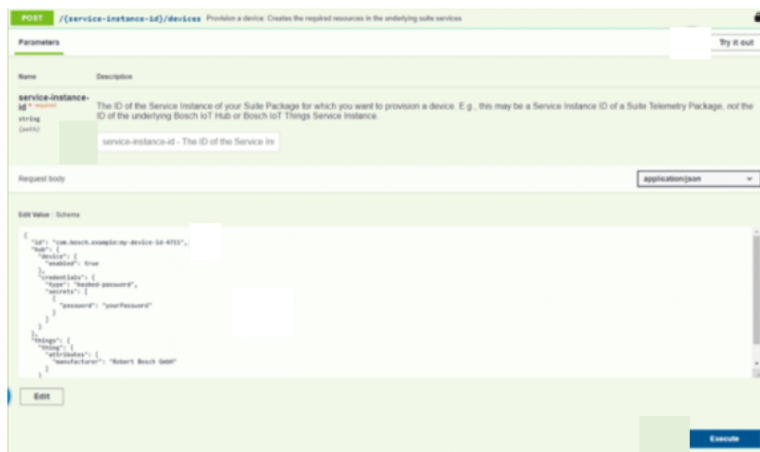 POST /{service-instance-id}/devices Provision a device: Creates the required resources in the underlying suite services
Parameters
Try it out
Name Description
service-instance-
id * required
string
(path)
The ID of the Service Instance of your Suite Package for which you want to provision a device. E.g., this may be a Service Instance ID of a Suite Telemetry Package, not the
ID of the underlying Bosch IoT Hub or Bosch IoT Things Service Instance.
service-instance-id - The ID of the Service In
Request body
application/json
Edit Value | Schema
{
"id": "com.bosch.example:my-device-id-4711",
"hub": {
"device": {
"enabled": true
},
"credentials": {
"type": "hashed-password",
"secrets": [
{
"password": "yourPassword"
}
]
}
},
"things": {
"thing": {
"attributes": {
"manufacturer": "Robert Bosch GmbH"
}
}
Edit
Execute